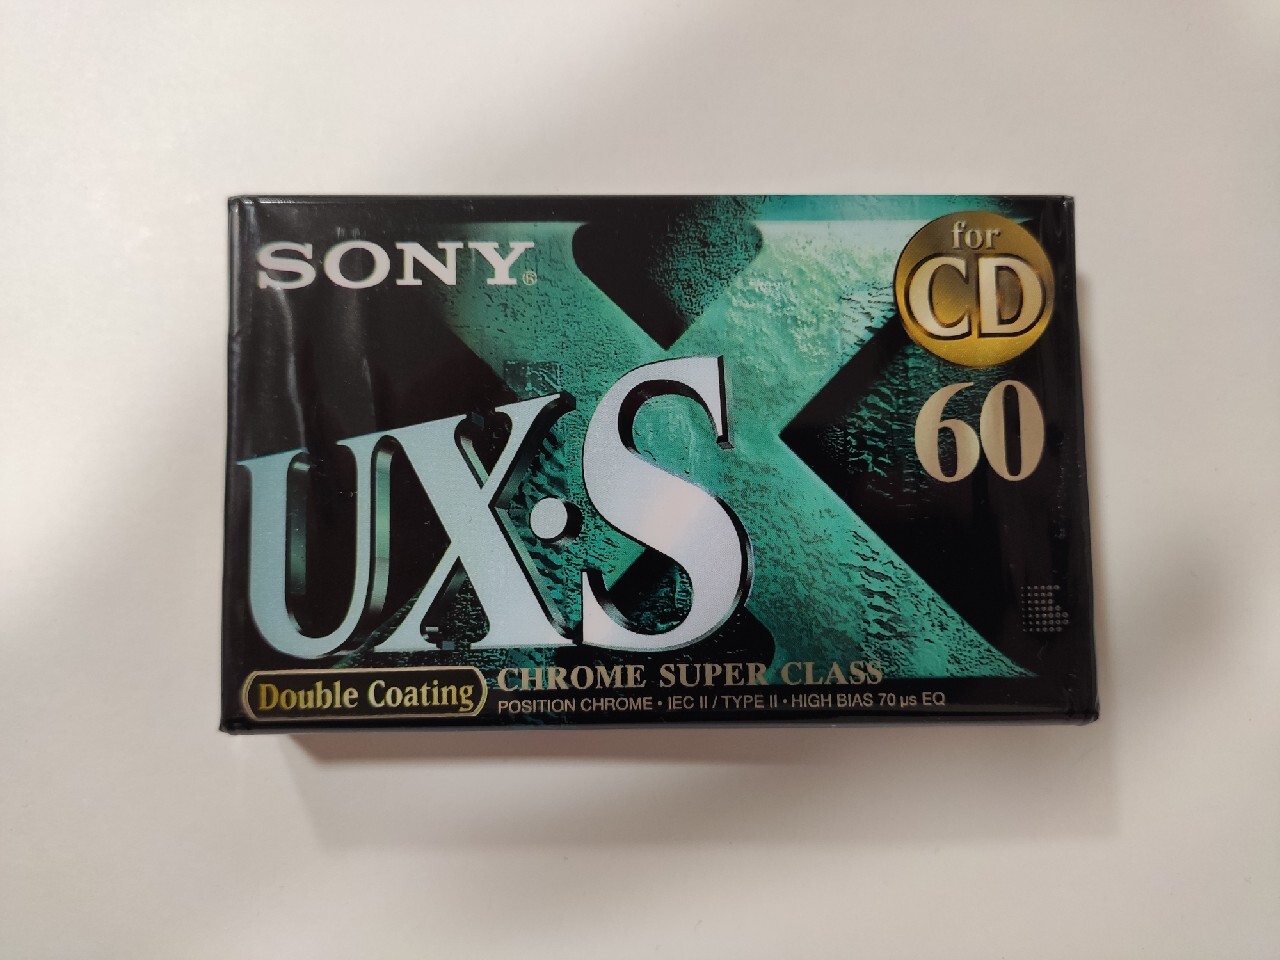 SONY®
for
CD
60
UX·S
Double Coating
CHROME SUPER CLASS
POSITION CHROME · IEC II / TYPE II · HIGH BIAS 70 µs EQ